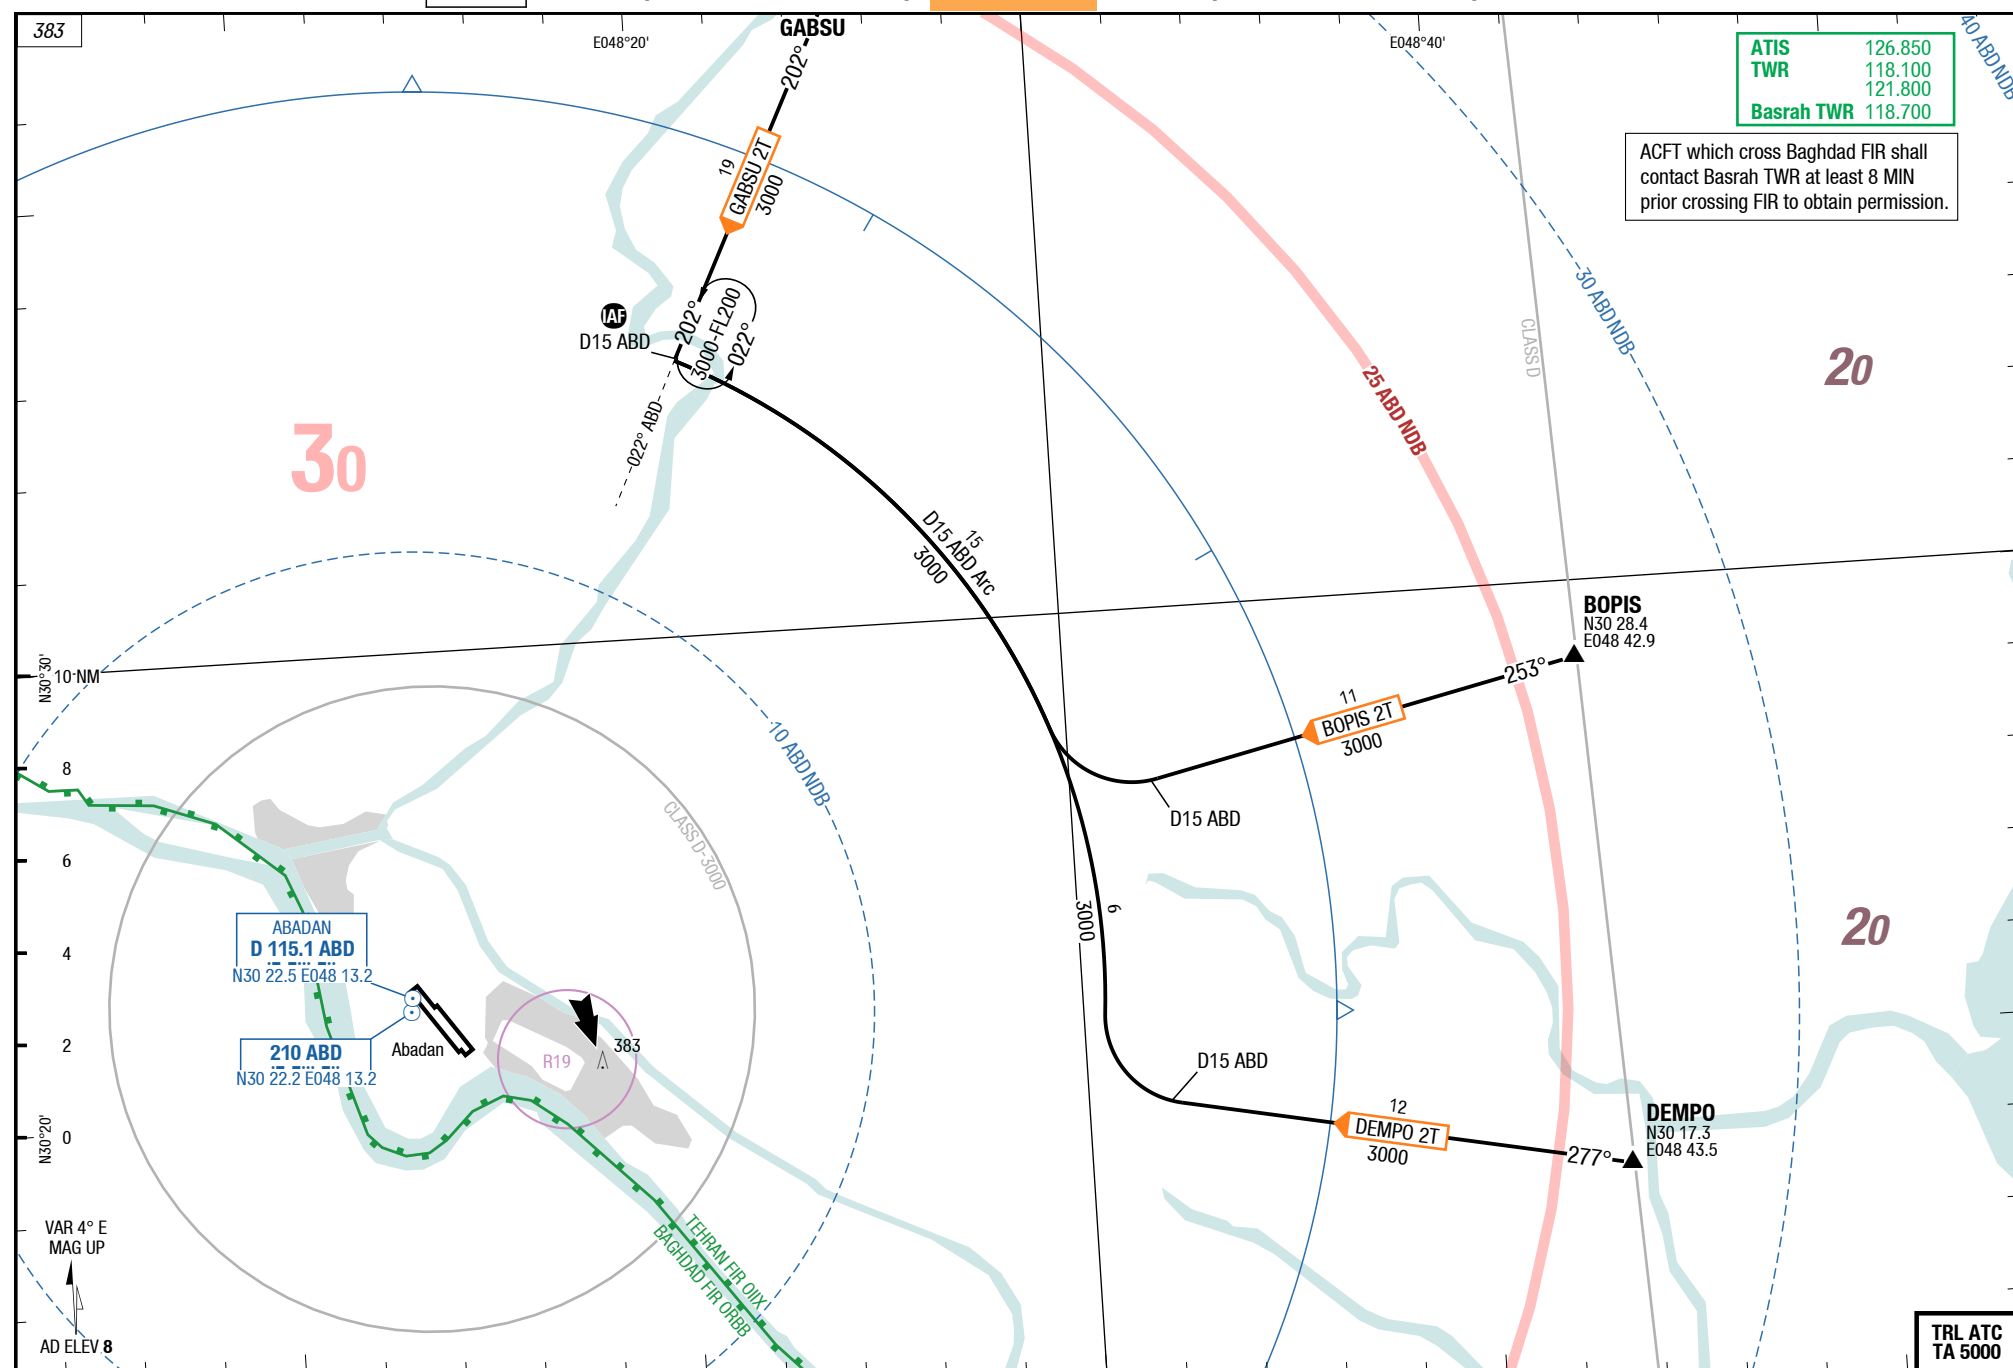 383
E048°20'
GABSU
E048°40'
40 ABD NDB
ATIS 126.850
TWR 118.100
121.800
Basrah TWR 118.700
ACFT which cross Baghdad FIR shall
contact Basrah TWR at least 8 MIN
prior crossing FIR to obtain permission.
202°
19
GABSU 2T
3000
30 ABD NDB
CLASS D
IAF
D15 ABD
202°
3000-FL200
022°
20
25 ABD NDB
022° ABD
30
15
D15 ABD Arc
3000
BOPIS
N30 28.4
E048 42.9
N30°30'
10 NM
253°
11
BOPIS 2T
3000
10 ABD NDB
8
D15 ABD
CLASS D-3000
6
6
3000
20
ABADAN
D 115.1 ABD
N30 22.5 E048 13.2
4
2
Abadan
210 ABD
N30 22.2 E048 13.2
R19
383
D15 ABD
12
DEMPO 2T
3000
277°
DEMPO
N30 17.3
E048 43.5
N30°20'
0
VAR 4° E
MAG UP
TEHRAN FIR OIIX
BAGHDAD FIR ORBB
AD ELEV 8
TRL ATC
TA 5000